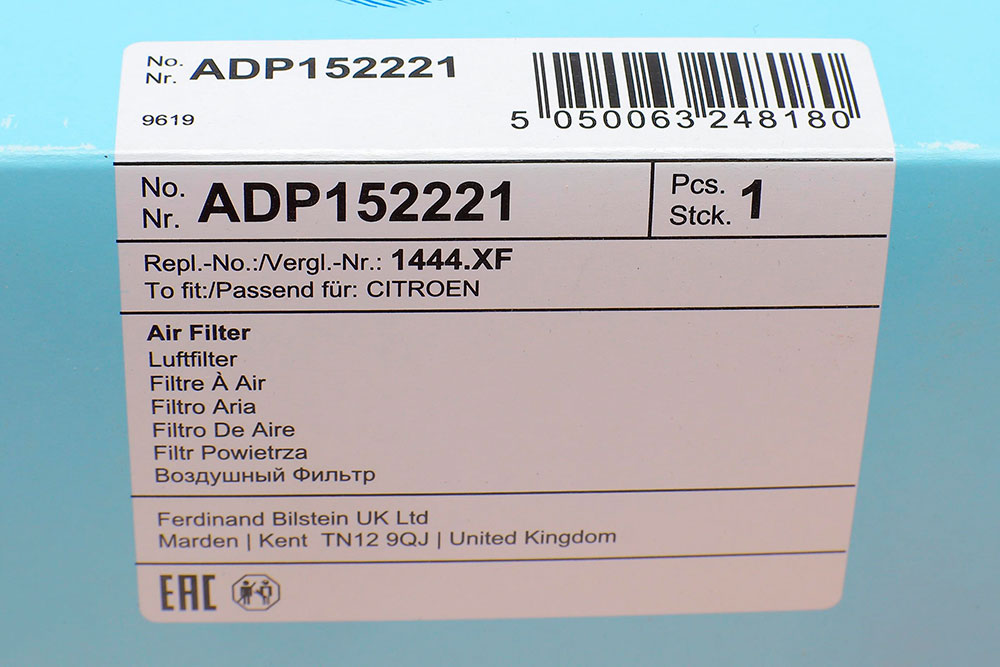 No.
Nr. ADP152221
9619
5 050063 248180
No.
Nr. ADP152221
Pcs.
Stck. 1
Repl.-No.:/Vergl.-Nr.: 1444.XF
To fit:/Passend für: CITROEN
Air Filter
Luftfilter
Filtre À Air
Filtro Aria
Filtro De Aire
Filtr Powietrza
Воздушный Фильтр
Ferdinand Bilstein UK Ltd
Marden | Kent TN12 9QJ | United Kingdom
EAC